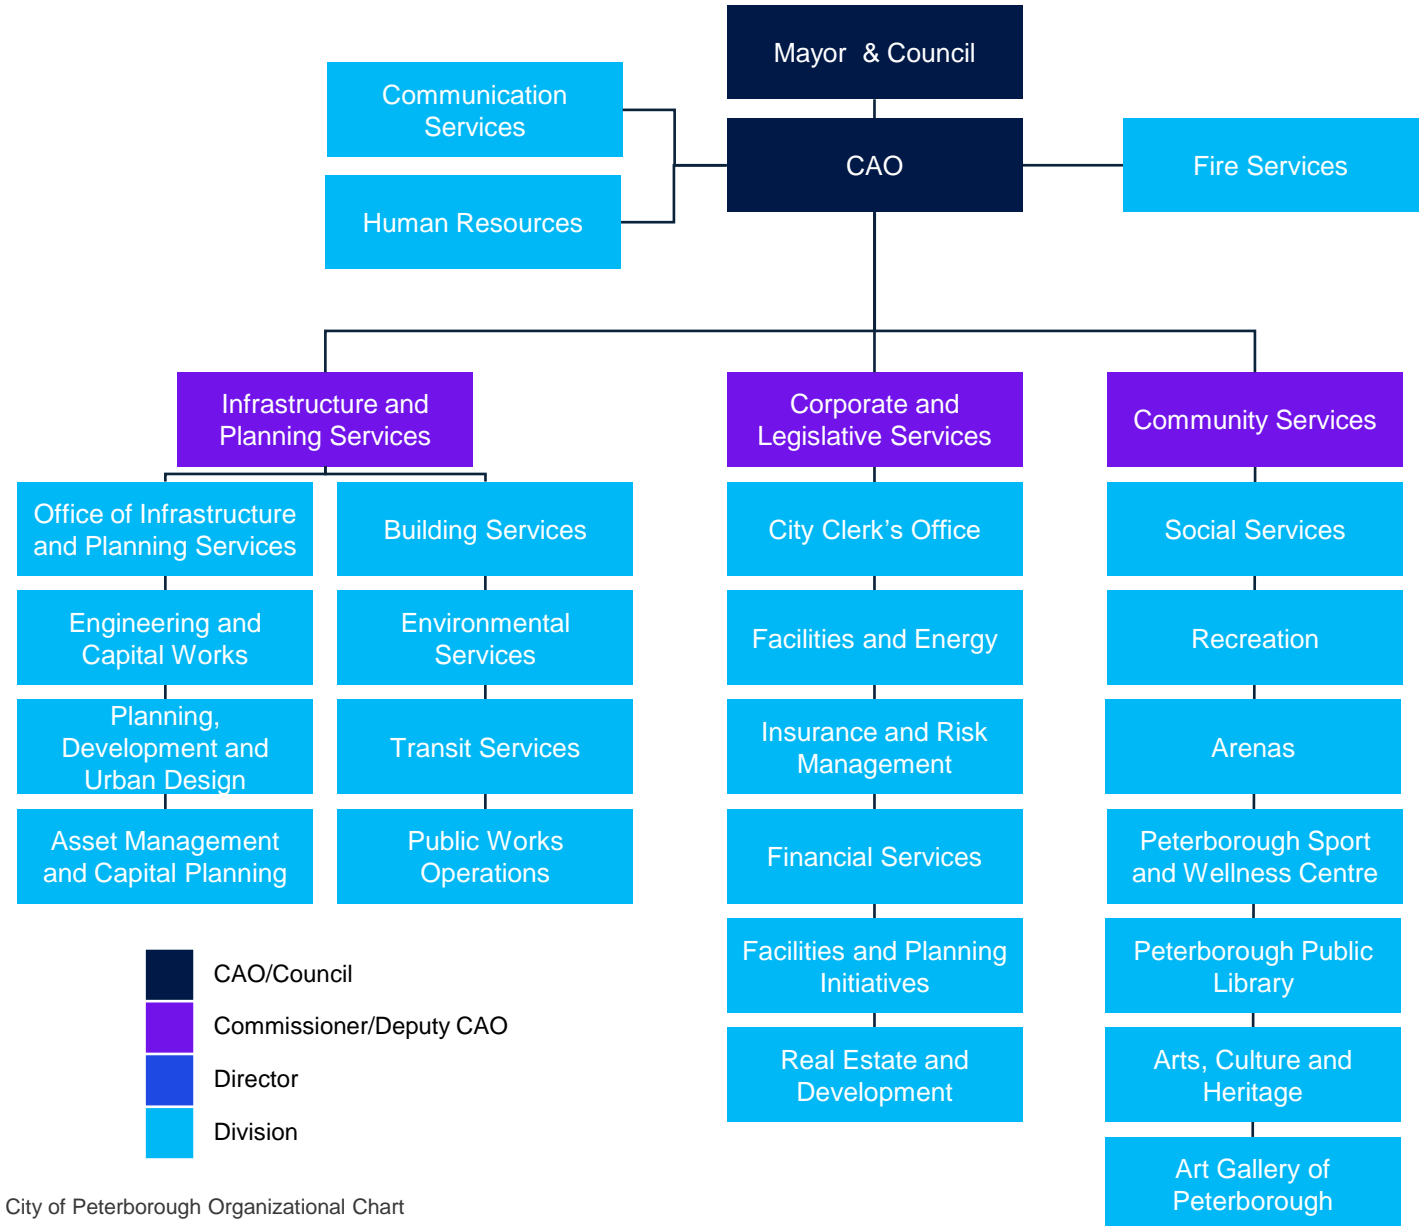 Mayor & Council
Communication
Services
CAO
Fire Services
Human Resources
Infrastructure and
Planning Services
Corporate and
Legislative Services
Community Services
Office of Infrastructure
and Planning Services
Building Services
City Clerk’s Office
Social Services
Engineering and
Capital Works
Environmental
Services
Facilities and Energy
Recreation
Planning,
Development and
Urban Design
Transit Services
Insurance and Risk
Management
Arenas
Asset Management
and Capital Planning
Public Works
Operations
Financial Services
Peterborough Sport
and Wellness Centre
Facilities and Planning
Initiatives
Peterborough Public
Library
Real Estate and
Development
Arts, Culture and
Heritage
Art Gallery of
Peterborough
CAO/Council
Commissioner/Deputy CAO
Director
Division
City of Peterborough Organizational Chart